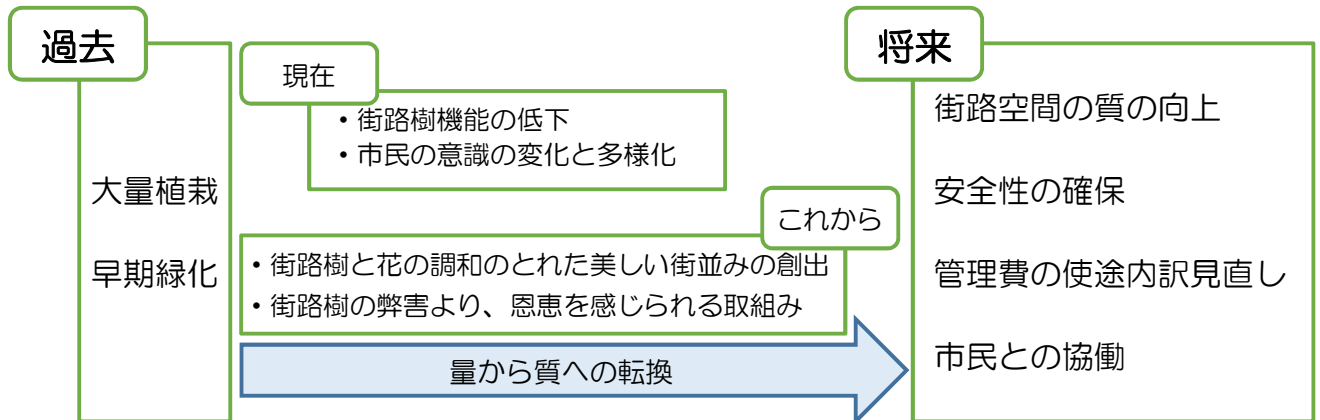 過去
大量植栽
早期緑化
現在
・街路樹機能の低下
・市民の意識の変化と多様化
これから
・街路樹と花の調和のとれた美しい街並みの創出
・街路樹の弊害より、恩恵を感じられる取組み
量から質への転換
将来
街路空間の質の向上
安全性の確保
管理費の使途内訳見直し
市民との協働